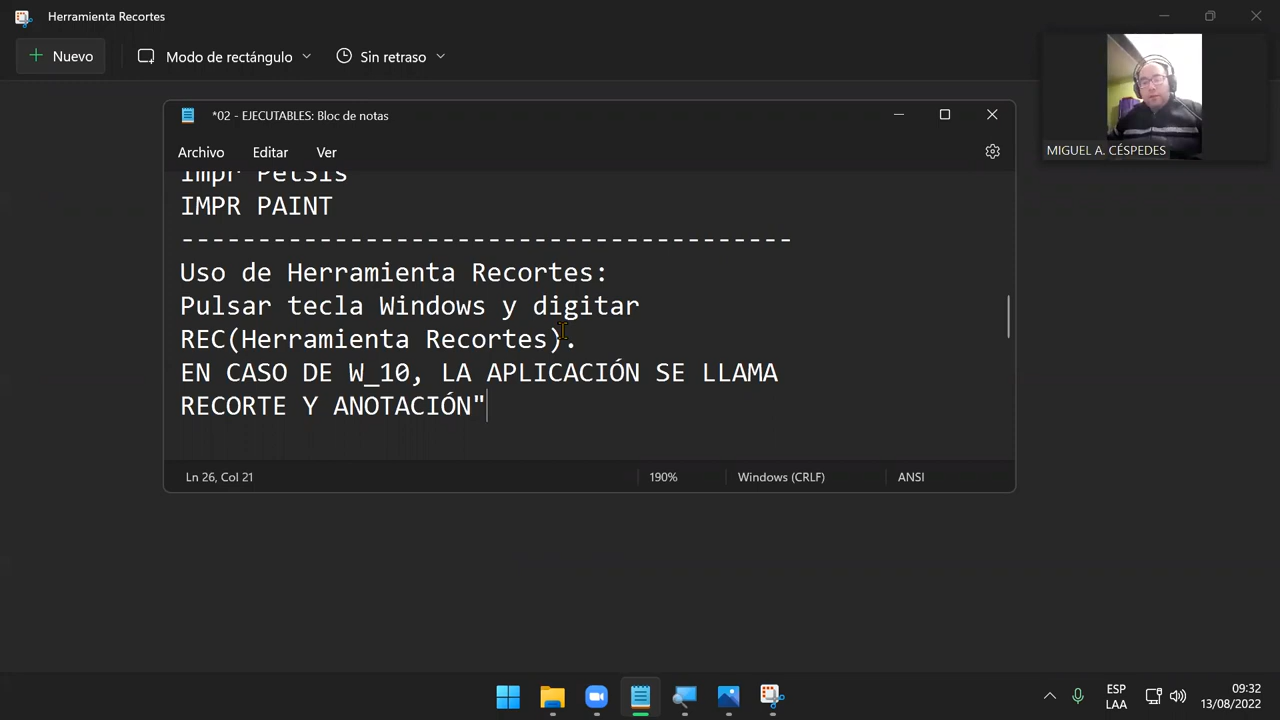 Herramienta Recortes
Nuevo
Modo de rectángulo
Sin retraso
MIGUEL A. CÉSPEDES
*02 - EJECUTABLES: Bloc de notas
Archivo
Editar
Ver
Impr PetSis
IMPR PAINT
----------------------------------------
Uso de Herramienta Recortes:
Pulsar tecla Windows y digitar
REC(Herramienta Recortes).
EN CASO DE W_10, LA APLICACIÓN SE LLAMA
RECORTE Y ANOTACIÓN"
Ln 26, Col 21
190%
Windows (CRLF)
ANSI
ESP
LAA
09:32
13/08/2022